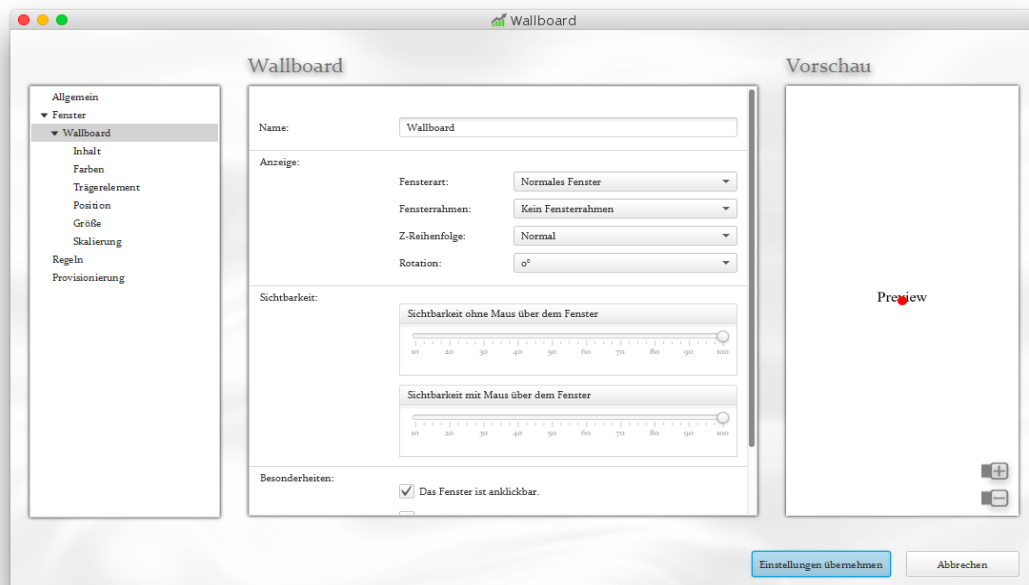 Wallboard
Wallboard
Vorschau
Allgemein
Fenster
Wallboard
Inhalt
Farben
Trägerelement
Position
Größe
Skalierung
Regeln
Provisionierung
Name:
Wallboard
Anzeige:
Fensterart:
Normales Fenster
Fensterrahmen:
Kein Fensterrahmen
Z-Reihenfolge:
Normal
Rotation:
0°
Sichtbarkeit:
Sichtbarkeit ohne Maus über dem Fenster
10 20 30 40 50 60 70 80 90 100
Sichtbarkeit mit Maus über dem Fenster
10 20 30 40 50 60 70 80 90 100
Besonderheiten:
Das Fenster ist anklickbar.
Preview
Einstellungen übernehmen
Abbrechen